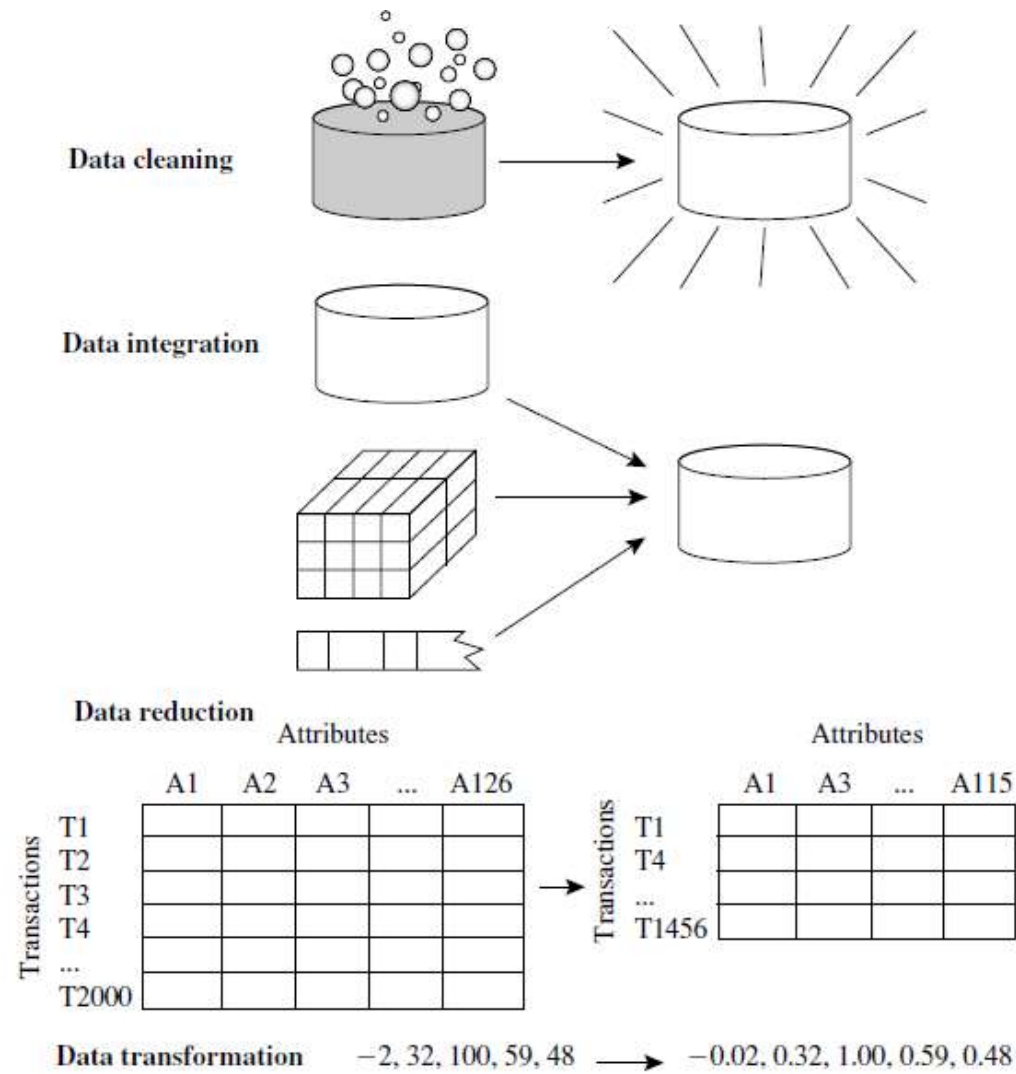 Data cleaning
Data integration
Data reduction
Attributes
A1 A2 A3 ... A126
Transactions
T1
T2
T3
T4
...
T2000
Attributes
A1 A3 ... A115
Transactions
T1
T4
...
T1456
Data transformation −2, 32, 100, 59, 48 −0.02, 0.32, 1.00, 0.59, 0.48